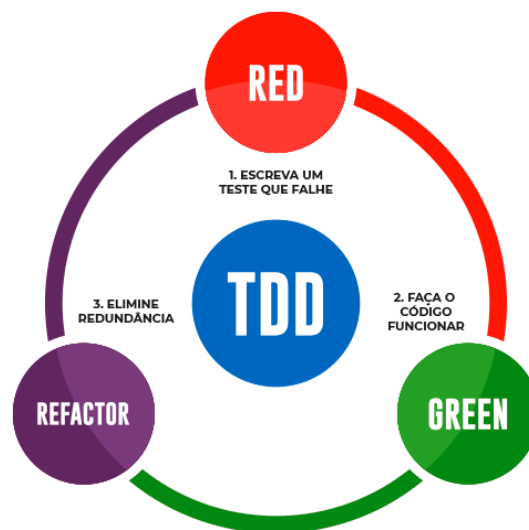 RED
1. ESCREVA UM
TESTE QUE FALHE
TDD
3. ELIMINE
REDUNDÂNCIA
2. FAÇA O
CÓDIGO
FUNCIONAR
REFACTOR
GREEN